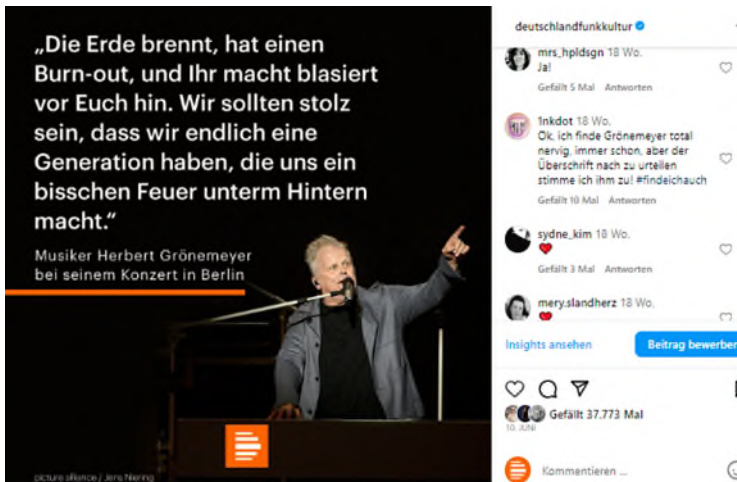 „Die Erde brennt, hat einen
Burn-out, und Ihr macht blasiert
vor Euch hin. Wir sollten stolz
sein, dass wir endlich eine
Generation haben, die uns ein
bisschen Feuer unterm Hintern
macht.“
Musiker Herbert Grönemeyer
bei seinem Konzert in Berlin
picture alliance / Jens Niering
deutschlandfunkkultur
mrs_hpldsgn 18 Wo.
Ja!
Gefällt 5 Mal Antworten
1nkdot 18 Wo.
Ok, ich finde Grönemeyer total
nervig, immer schon, aber der
Überschrift nach zu urteilen
stimme ich ihm zu! #findeichauch
Gefällt 10 Mal Antworten
sydne_kim 18 Wo.
Gefällt 3 Mal Antworten
mery.slandherz 18 Wo.
Insights ansehen
Beitrag bewerben
Gefällt 37.773 Mal
10. JUNI
Kommentieren ...